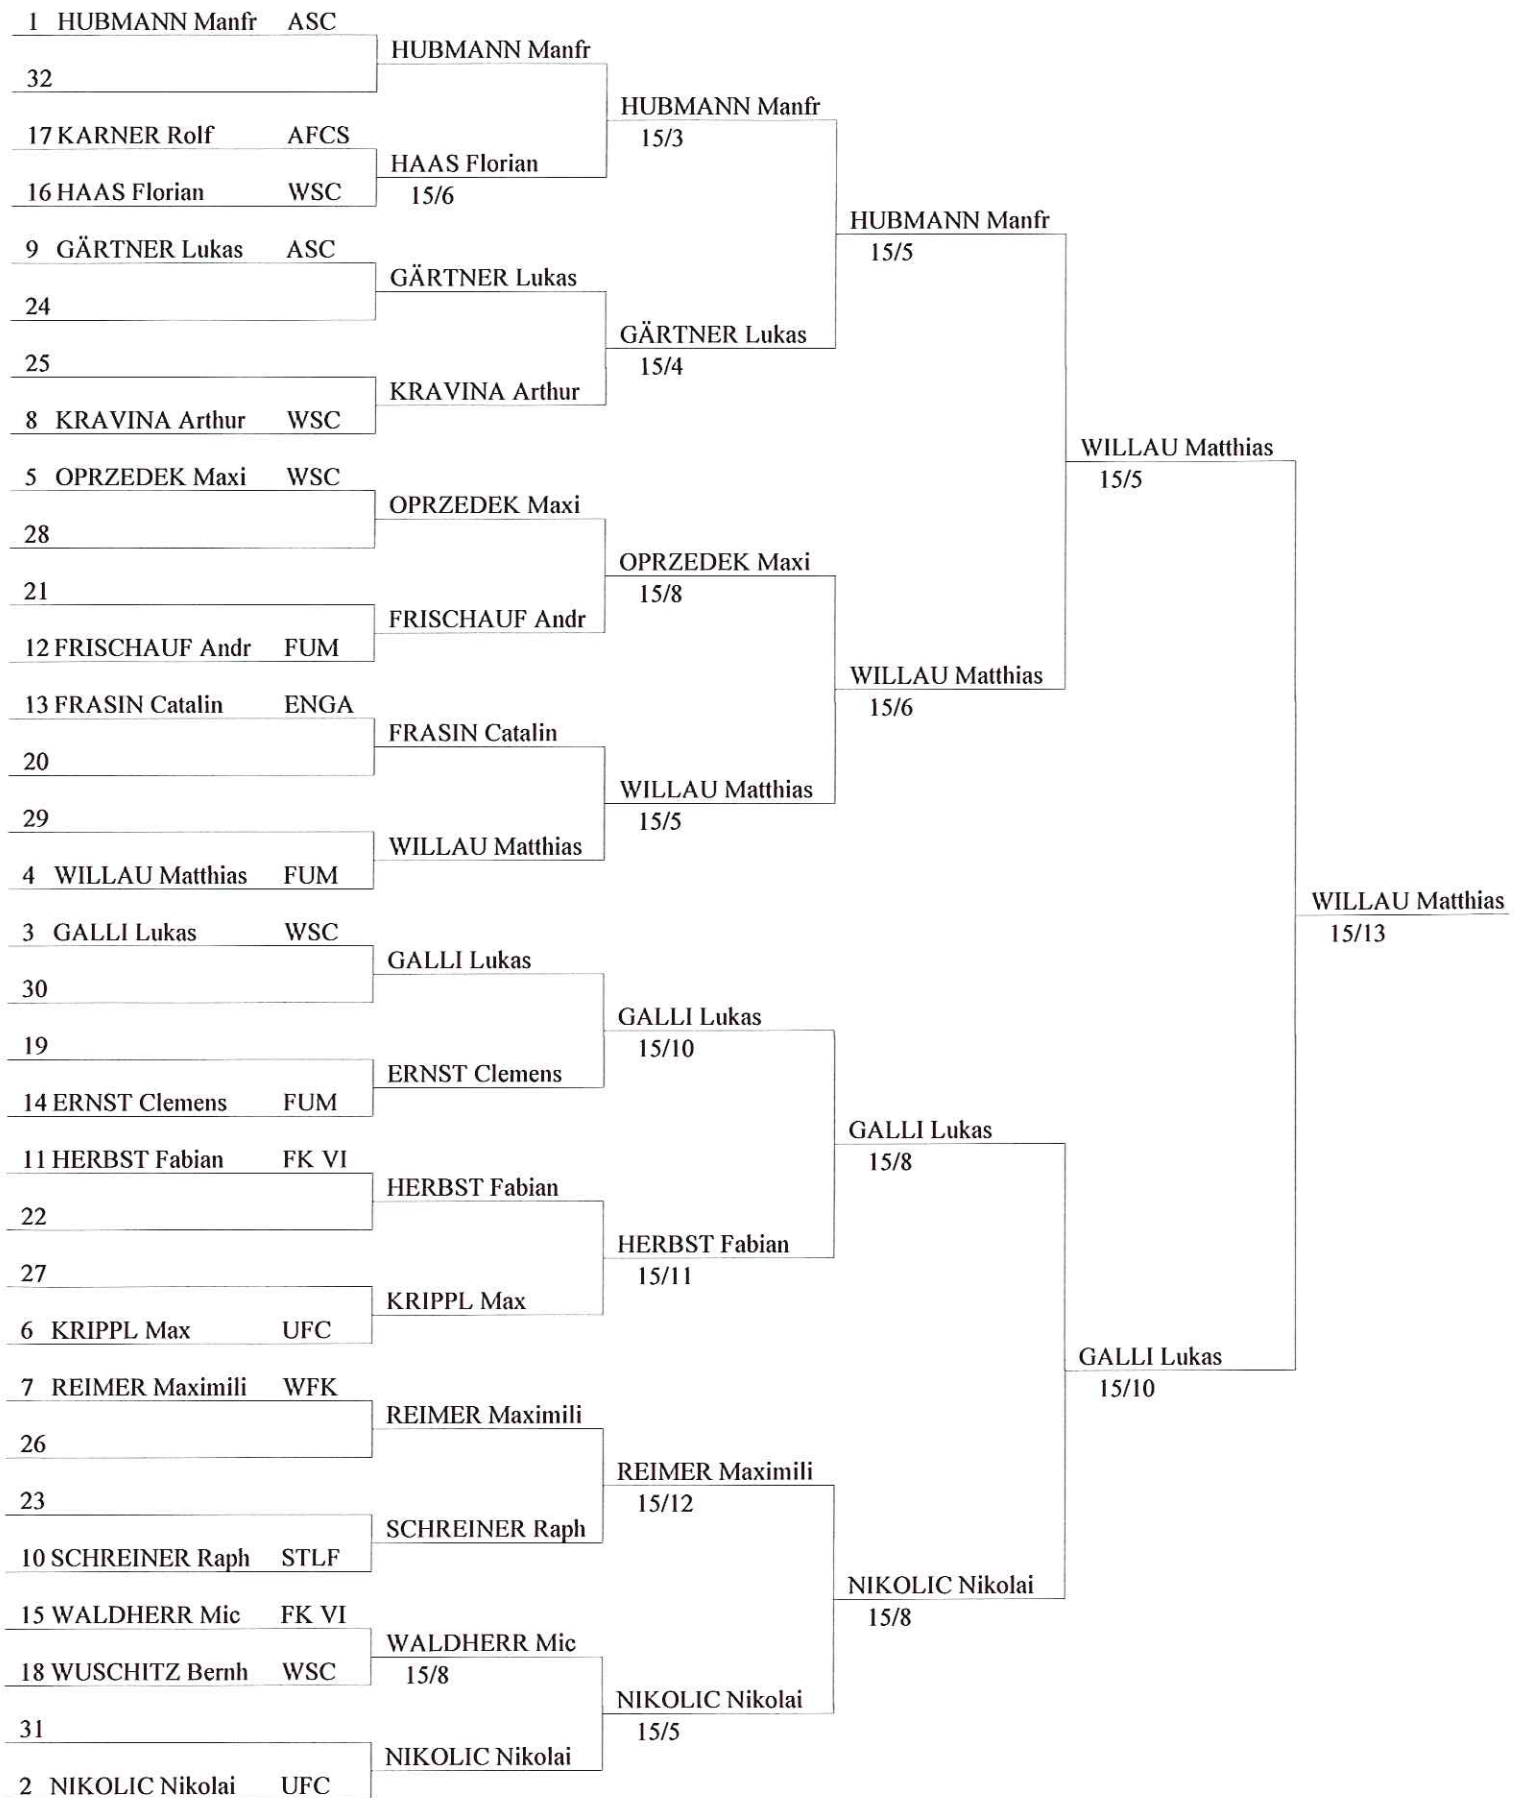 1 HUBMANN Manfr ASC
HUBMANN Manfr
32
HUBMANN Manfr
15/3
17 KARNER Rolf AFCS
HAAS Florian
15/6
16 HAAS Florian WSC
HUBMANN Manfr
15/5
9 GÄRTNER Lukas ASC
GÄRTNER Lukas
24
GÄRTNER Lukas
15/4
25
KRAVINA Arthur
8 KRAVINA Arthur WSC
WILLAU Matthias
15/5
5 OPRZEDEK Maxi WSC
OPRZEDEK Maxi
28
OPRZEDEK Maxi
15/8
21
FRISCHAUF Andr
12 FRISCHAUF Andr FUM
WILLAU Matthias
15/6
13 FRASIN Catalin ENGA
FRASIN Catalin
20
WILLAU Matthias
15/5
29
WILLAU Matthias
4 WILLAU Matthias FUM
WILLAU Matthias
15/13
3 GALLI Lukas WSC
GALLI Lukas
30
GALLI Lukas
15/10
19
ERNST Clemens
14 ERNST Clemens FUM
GALLI Lukas
15/8
11 HERBST Fabian FK VI
HERBST Fabian
22
HERBST Fabian
15/11
27
KRIPPL Max
6 KRIPPL Max UFC
GALLI Lukas
15/10
7 REIMER Maximili WFK
REIMER Maximili
26
REIMER Maximili
15/12
23
SCHREINER Raph
10 SCHREINER Raph STLF
NIKOLIC Nikolai
15/8
15 WALDHERR Mic FK VI
WALDHERR Mic
15/8
18 WUSCHITZ Bernh WSC
NIKOLIC Nikolai
15/5
31
NIKOLIC Nikolai
2 NIKOLIC Nikolai UFC